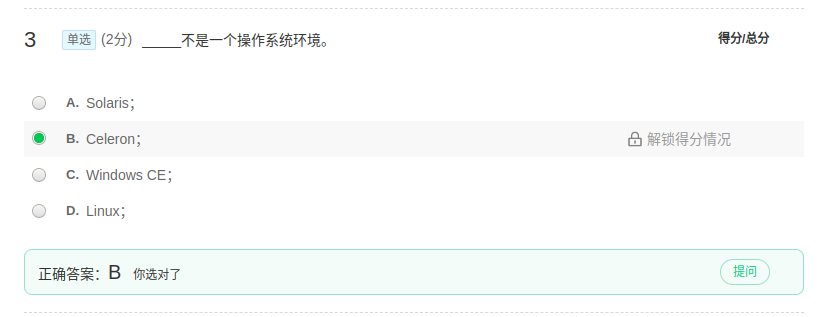 3 单选 (2分) _____不是一个操作系统环境。 得分/总分
A. Solaris；
B. Celeron； 解锁得分情况
C. Windows CE；
D. Linux；
正确答案：B 你选对了 提问